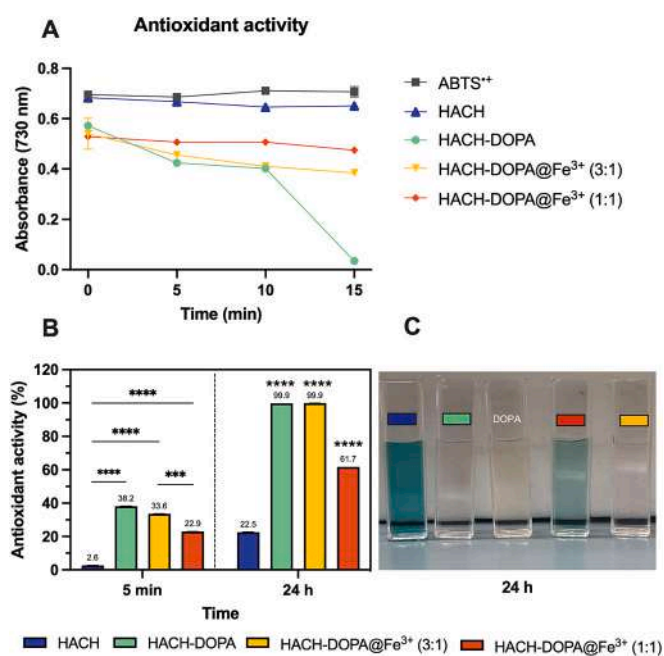 A
Antioxidant activity
Absorbance (730 nm)
0.8
0.6
0.4
0.2
0.0
0
5
10
15
Time (min)
ABTS•+
HACH
HACH-DOPA
HACH-DOPA@Fe³⁺ (3:1)
HACH-DOPA@Fe³⁺ (1:1)
B
Antioxidant activity (%)
120
100
80
60
40
20
0
****
****
****
***
2.6
38.2
33.6
22.9
****
****
****
22.5
99.9
99.9
61.7
5 min
24 h
Time
C
DOPA
24 h
HACH
HACH-DOPA
HACH-DOPA@Fe³⁺ (3:1)
HACH-DOPA@Fe³⁺ (1:1)